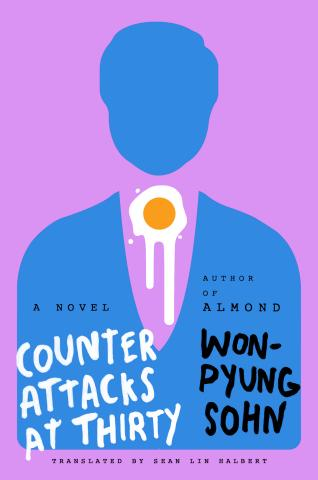 AUTHOR
OF
ALMOND
A NOVEL
COUNTER
ATTACKS
AT THIRTY
WON-
PYUNG
SOHN
TRANSLATED BY SEAN LIN HALBERT